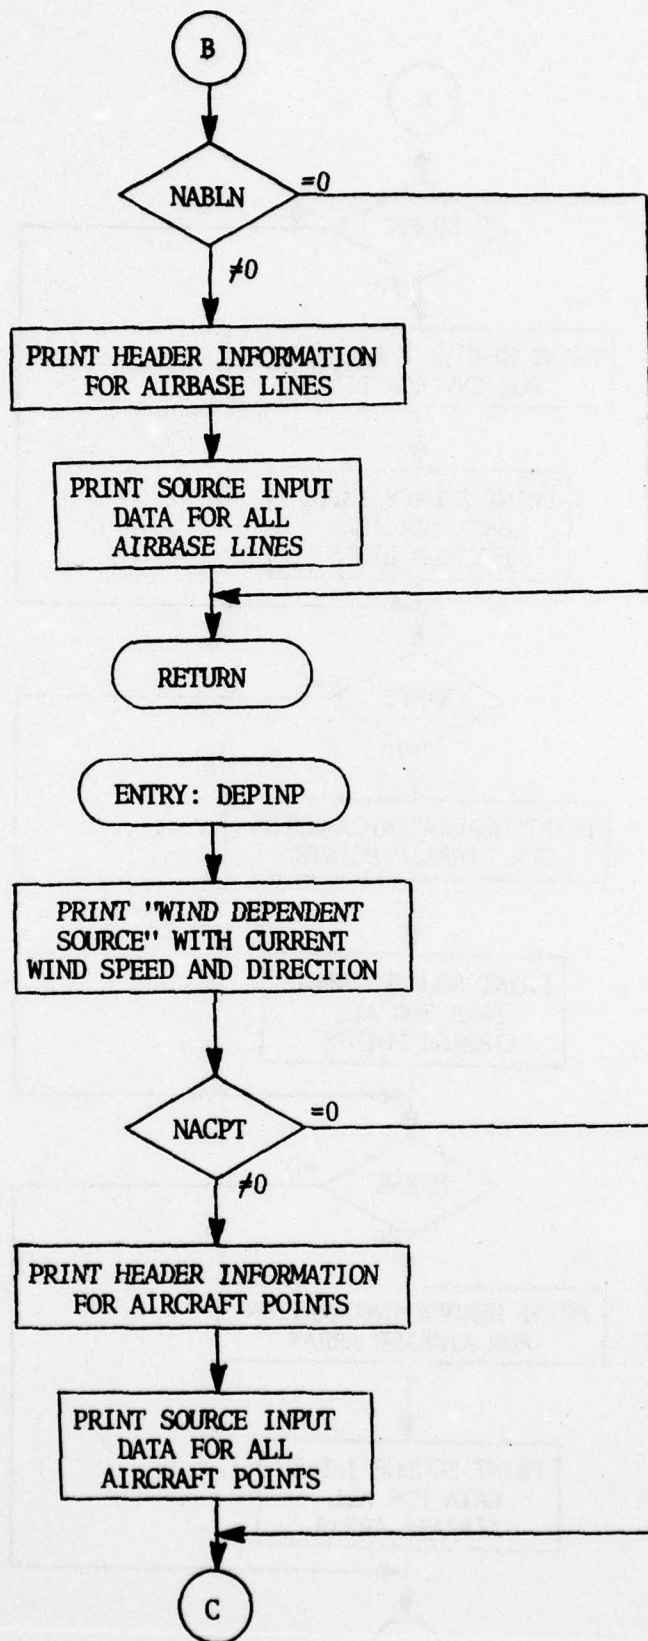 B
NABLN
=0
≠0
PRINT HEADER INFORMATION
FOR AIRBASE LINES
PRINT SOURCE INPUT
DATA FOR ALL
AIRBASE LINES
RETURN
ENTRY: DEPINP
PRINT "WIND DEPENDENT
SOURCE" WITH CURRENT
WIND SPEED AND DIRECTION
NACPT
=0
≠0
PRINT HEADER INFORMATION
FOR AIRCRAFT POINTS
PRINT SOURCE INPUT
DATA FOR ALL
AIRCRAFT POINTS
C